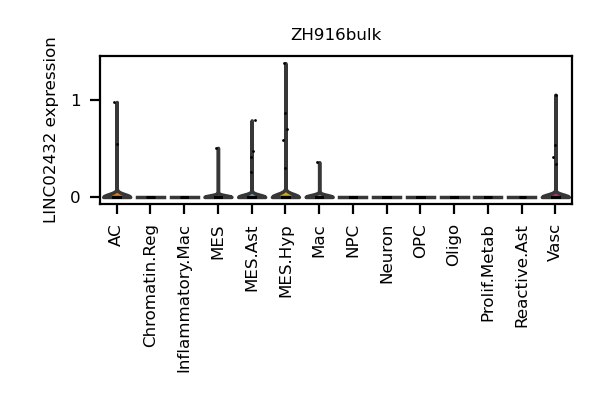 ZH916bulk
LINC02432 expression
1
0
AC
Chromatin.Reg
Inflammatory.Mac
MES
MES.Ast
MES.Hyp
Mac
NPC
Neuron
OPC
Oligo
Prolif.Metab
Reactive.Ast
Vasc